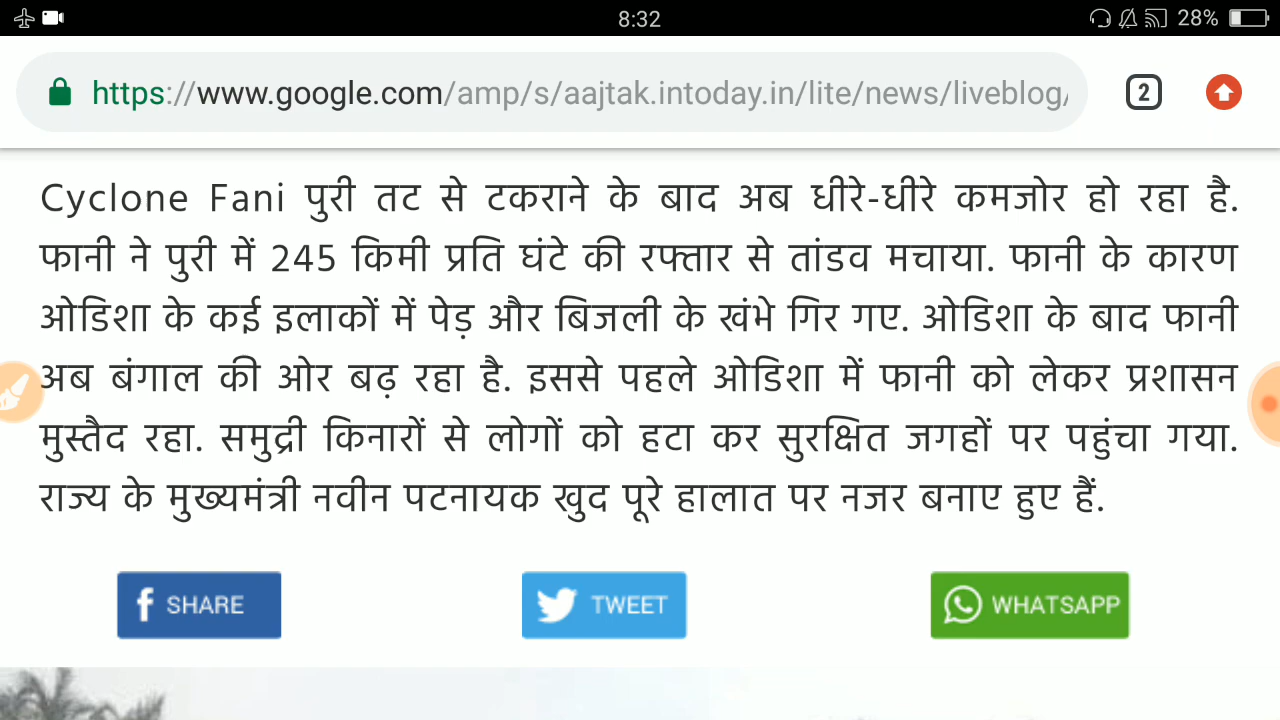 8:32
28%
https://www.google.com/amp/s/aajtak.intoday.in/lite/news/liveblog/
2
Cyclone Fani पुरी तट से टकराने के बाद अब धीरे-धीरे कमजोर हो रहा है.
फानी ने पुरी में 245 किमी प्रति घंटे की रफ्तार से तांडव मचाया. फानी के कारण
ओडिशा के कई इलाकों में पेड़ और बिजली के खंभे गिर गए. ओडिशा के बाद फानी
अब बंगाल की ओर बढ़ रहा है. इससे पहले ओडिशा में फानी को लेकर प्रशासन
मुस्तैद रहा. समुद्री किनारों से लोगों को हटा कर सुरक्षित जगहों पर पहुंचा गया.
राज्य के मुख्यमंत्री नवीन पटनायक खुद पूरे हालात पर नजर बनाए हुए हैं.
SHARE
TWEET
WHATSAPP